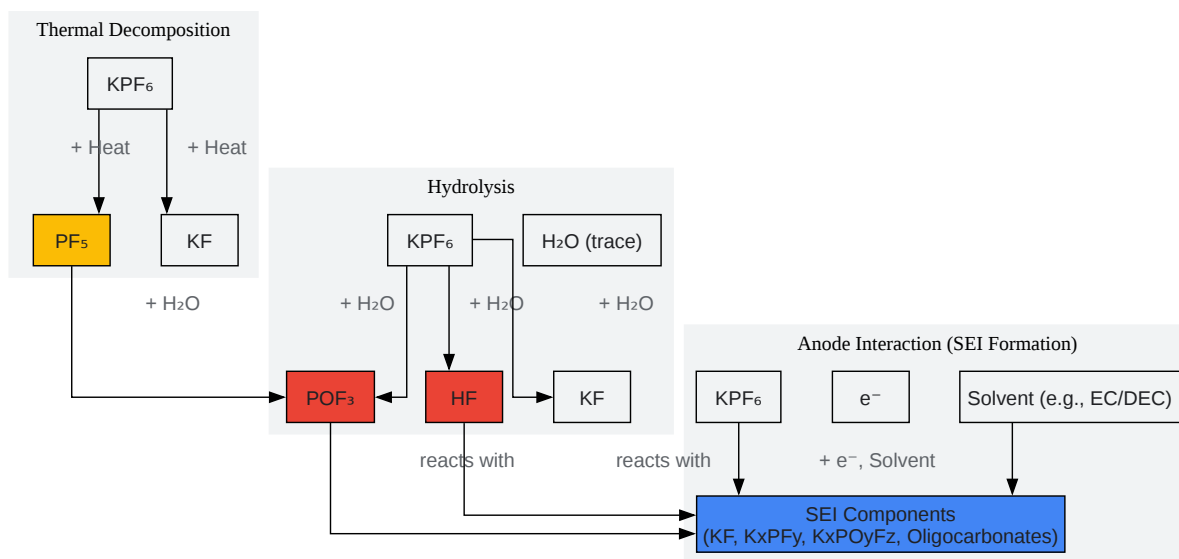 Thermal Decomposition
KPF₆
+ Heat
+ Heat
PF₅
KF
+ H₂O
Hydrolysis
KPF₆
H₂O (trace)
+ H₂O
+ H₂O
+ H₂O
POF₃
HF
KF
reacts with
reacts with
Anode Interaction (SEI Formation)
KPF₆
e⁻
Solvent (e.g., EC/DEC)
+ e⁻, Solvent
SEI Components
(KF, KxPFy, KxPOyFz, Oligocarbonates)